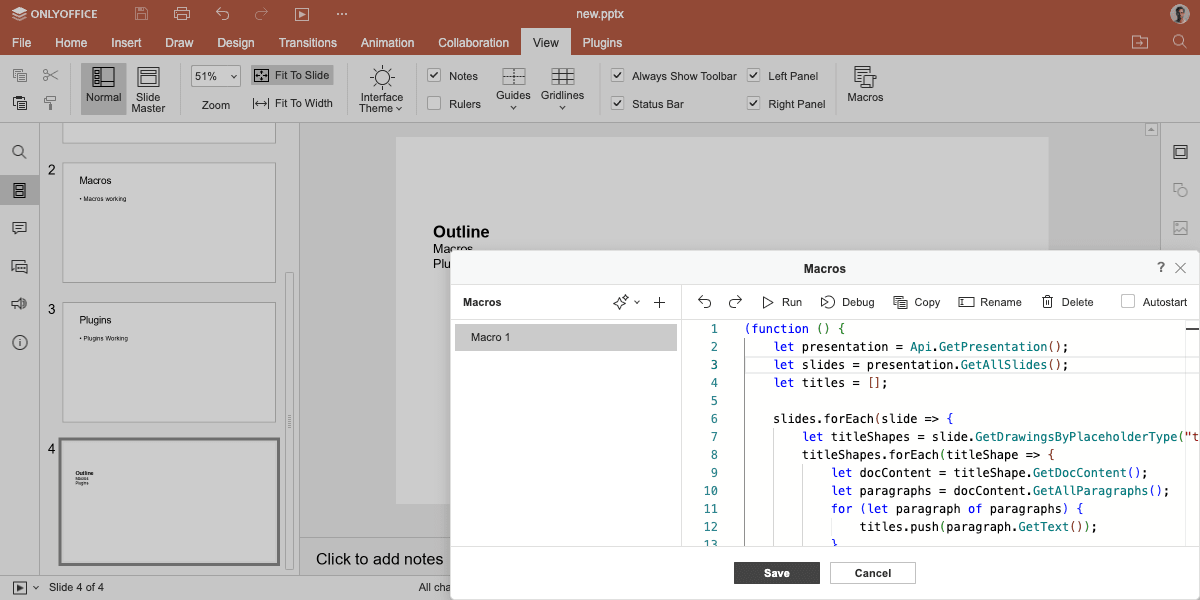 ONLYOFFICE
new.pptx
File Home Insert Draw Design Transitions Animation Collaboration View Plugins
Normal
Slide Master
51%
Zoom
Fit To Slide
Fit To Width
Interface Theme
Notes
Rulers
Guides
Gridlines
Always Show Toolbar
Status Bar
Left Panel
Right Panel
Macros
2
Macros
• Macros working
3
Plugins
• Plugins Working
4
Outline
Macros
Plugins
Outline
Macros
Plu
Click to add notes
Macros
?
Macros
Run Debug Copy Rename Delete Autostart
Macro 1
1 (function () {
2 let presentation = Api.GetPresentation();
3 let slides = presentation.GetAllSlides();
4 let titles = [];
5
6 slides.forEach(slide => {
7 let titleShapes = slide.GetDrawingsByPlaceholderType("t
8 titleShapes.forEach(titleShape => {
9 let docContent = titleShape.GetDocContent();
10 let paragraphs = docContent.GetAllParagraphs();
11 for (let paragraph of paragraphs) {
12 titles.push(paragraph.GetText());
13 }
Save Cancel
Slide 4 of 4
All cha